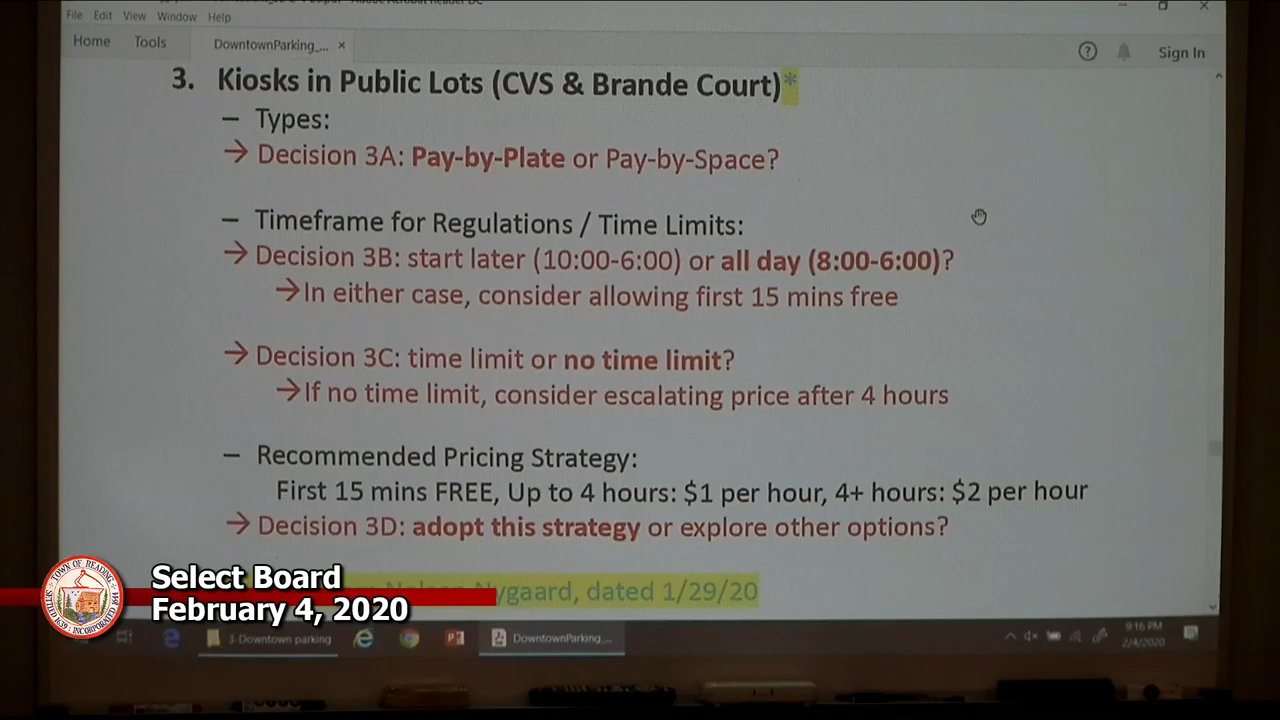 File Edit View Window Help
Home Tools DowntownParking_... × Sign In
3. Kiosks in Public Lots (CVS & Brande Court)*
– Types:
→ Decision 3A: Pay-by-Plate or Pay-by-Space?
– Timeframe for Regulations / Time Limits:
→ Decision 3B: start later (10:00-6:00) or all day (8:00-6:00)?
→ In either case, consider allowing first 15 mins free
→ Decision 3C: time limit or no time limit?
→ If no time limit, consider escalating price after 4 hours
– Recommended Pricing Strategy:
First 15 mins FREE, Up to 4 hours: $1 per hour, 4+ hours: $2 per hour
→ Decision 3D: adopt this strategy or explore other options?
Nygaard, dated 1/29/20
TOWN OF READING
Select Board
February 4, 2020
3-Downtown parking
DowntownParking_...
9:16 PM
2/4/2020